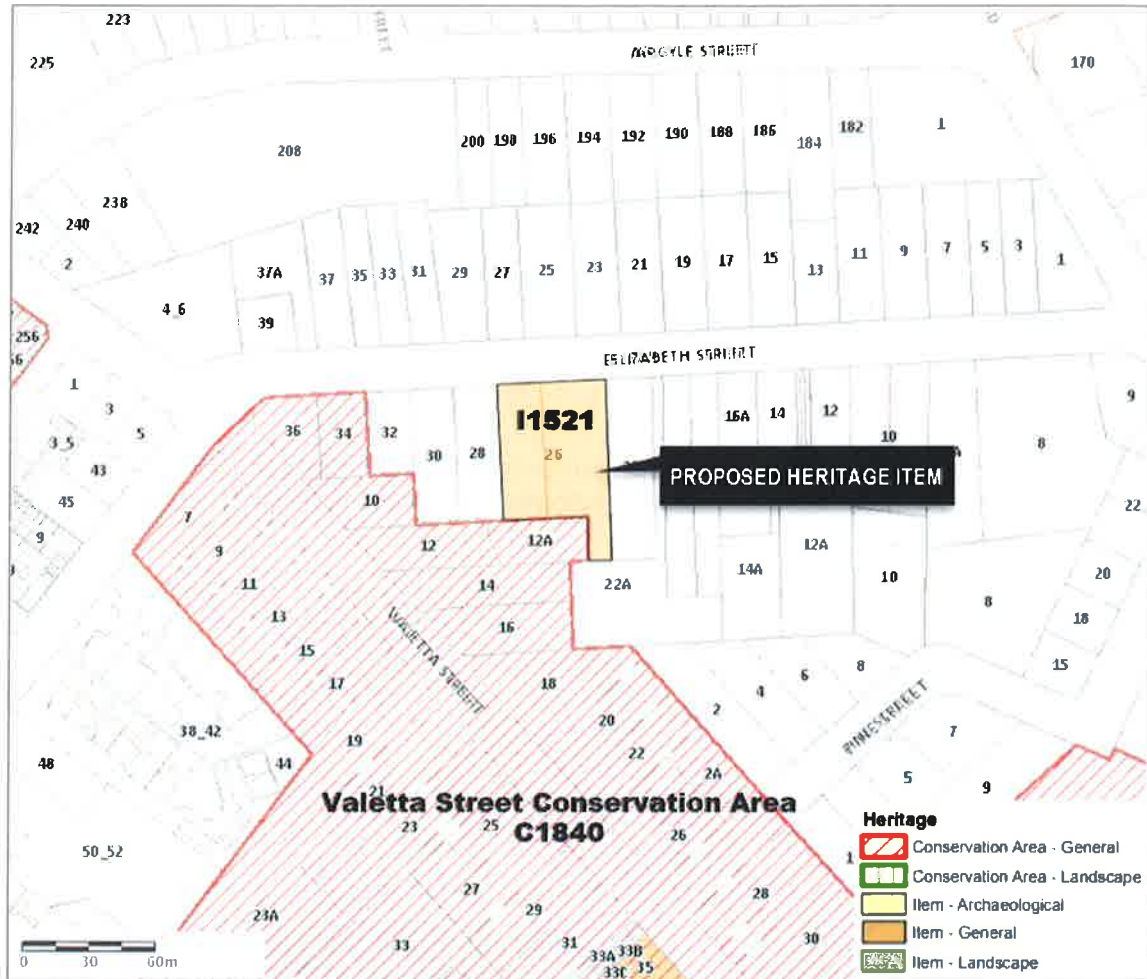 223
225
ARGYLE STREET
170
208
200 198 196 194 192 190 188 186 184 182 1
238
242 240
2
37A 37 35 33 31 29 27 25 23 21 19 17 15 13 11 9 7 5 3 1
4_6
39
256
ELIZABETH STREET
1
3
5
3_5
43
45
9
36 34 32 30 28
I1521
26
16A 14 12 10 8 9
PROPOSED HERITAGE ITEM
22
10
7
9
11
13
15
17
19
21
12 12A
14
16
18
20
22
2A
22A
14A
12A
10
8
20
18
15
VALETTA STREET
2
4
6
8
PINE STREET
7
5
9
1
38_42
44
48
50_52
Valetta Street Conservation Area
C1840
23
25
26
27
28
29
30
31
33
23A
33A 33B
33C 35
0 30 60m
Heritage
Conservation Area - General
Conservation Area - Landscape
Item - Archaeological
Item - General
Item - Landscape